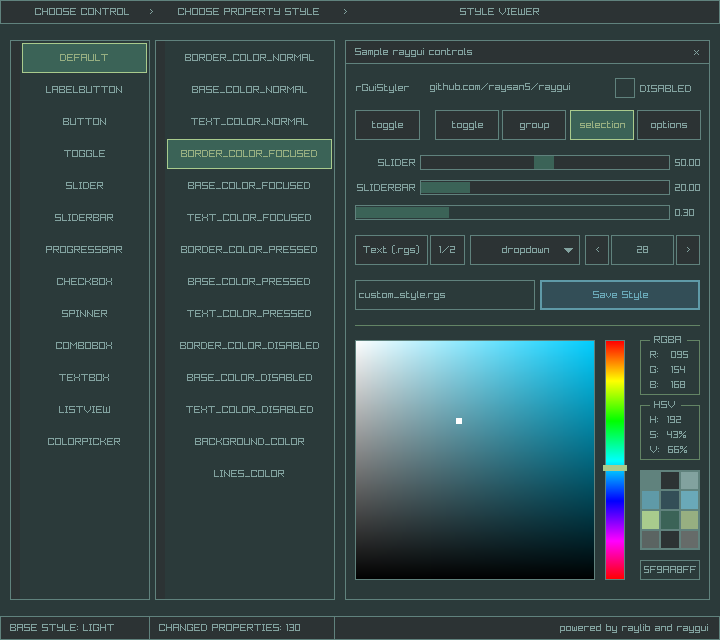 CHOOSE CONTROL > CHOOSE PROPERTY STYLE > STYLE VIEWER
DEFAULT
LABELBUTTON
BUTTON
TOGGLE
SLIDER
SLIDERBAR
PROGRESSBAR
CHECKBOX
SPINNER
COMBOBOX
TEXTBOX
LISTVIEW
COLORPICKER
BORDER_COLOR_NORMAL
BASE_COLOR_NORMAL
TEXT_COLOR_NORMAL
BORDER_COLOR_FOCUSED
BASE_COLOR_FOCUSED
TEXT_COLOR_FOCUSED
BORDER_COLOR_PRESSED
BASE_COLOR_PRESSED
TEXT_COLOR_PRESSED
BORDER_COLOR_DISABLED
BASE_COLOR_DISABLED
TEXT_COLOR_DISABLED
BACKGROUND_COLOR
LINES_COLOR
Sample raygui controls ×
rGuiStyler github.com/raysan5/raygui DISABLED
toggle toggle group selection options
SLIDER 50.00
SLIDERBAR 20.00
0.30
Text (.rgs) 1/2 dropdown < 28 >
custom_style.rgs Save Style
RGBA
R: 095
G: 154
B: 168
HSV
H: 192
S: 43%
V: 66%
5F9AA8FF
BASE STYLE: LIGHT CHANGED PROPERTIES: 130 powered by raylib and raygui